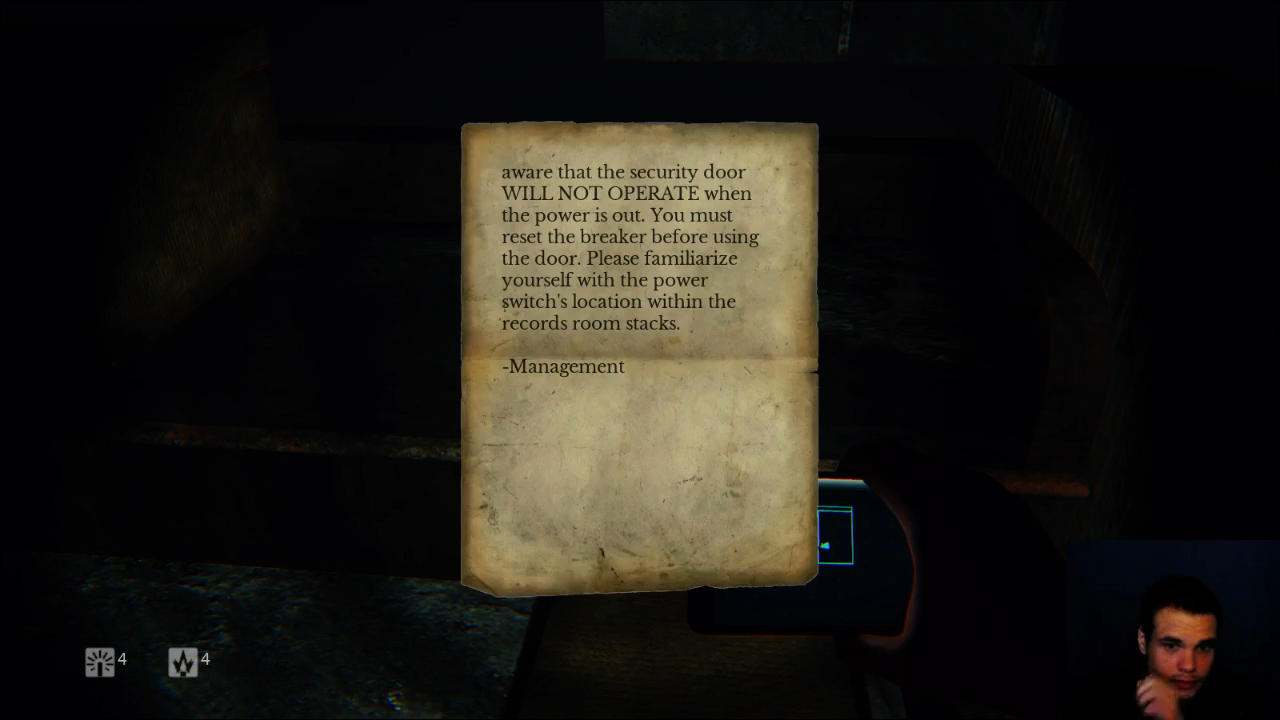 aware that the security door
WILL NOT OPERATE when
the power is out. You must
reset the breaker before using
the door. Please familiarize
yourself with the power
switch's location within the
records room stacks.
-Management
4
4